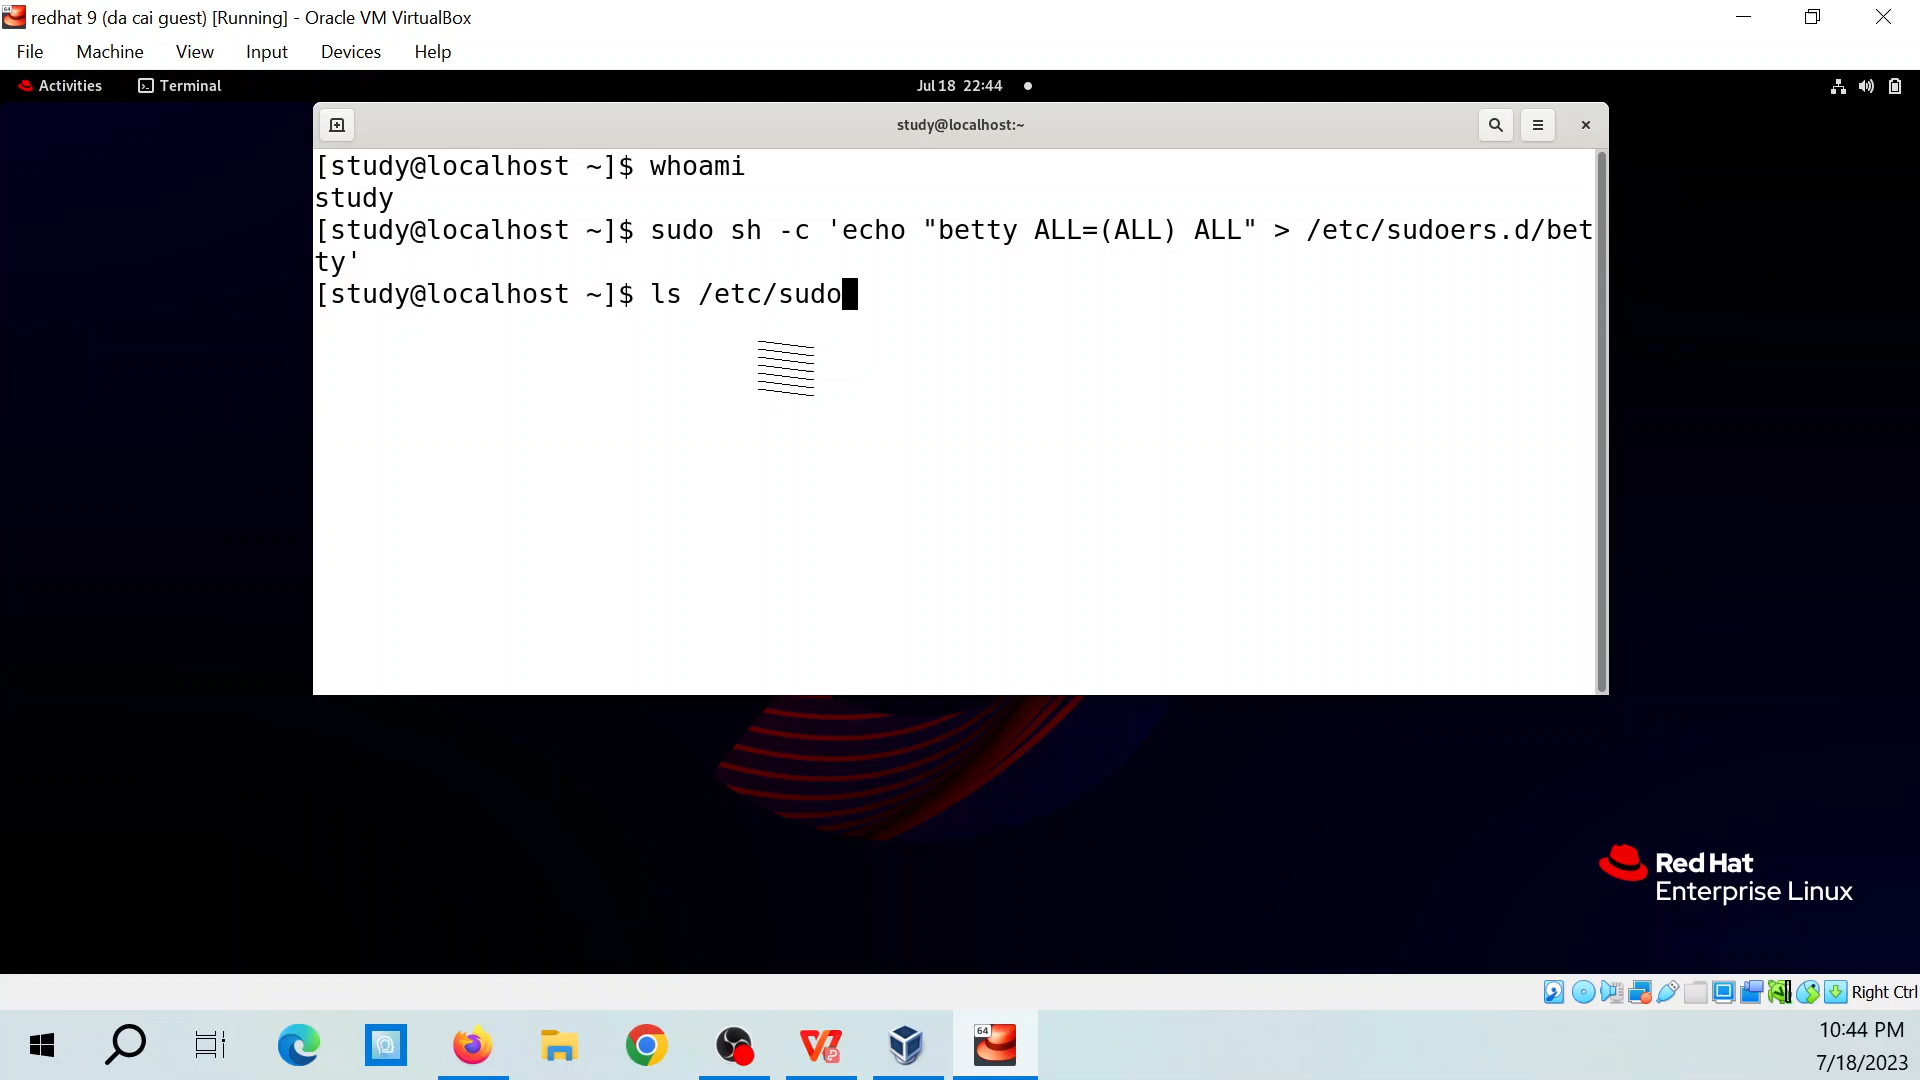 redhat 9 (da cai guest) [Running] - Oracle VM VirtualBox
File Machine View Input Devices Help
Activities Terminal Jul 18 22:44
study@localhost:~
[study@localhost ~]$ whoami
study
[study@localhost ~]$ sudo sh -c 'echo "betty ALL=(ALL) ALL" > /etc/sudoers.d/bet
ty'
[study@localhost ~]$ ls /etc/sudo
Red Hat
Enterprise Linux
Right Ctrl
64
10:44 PM
7/18/2023